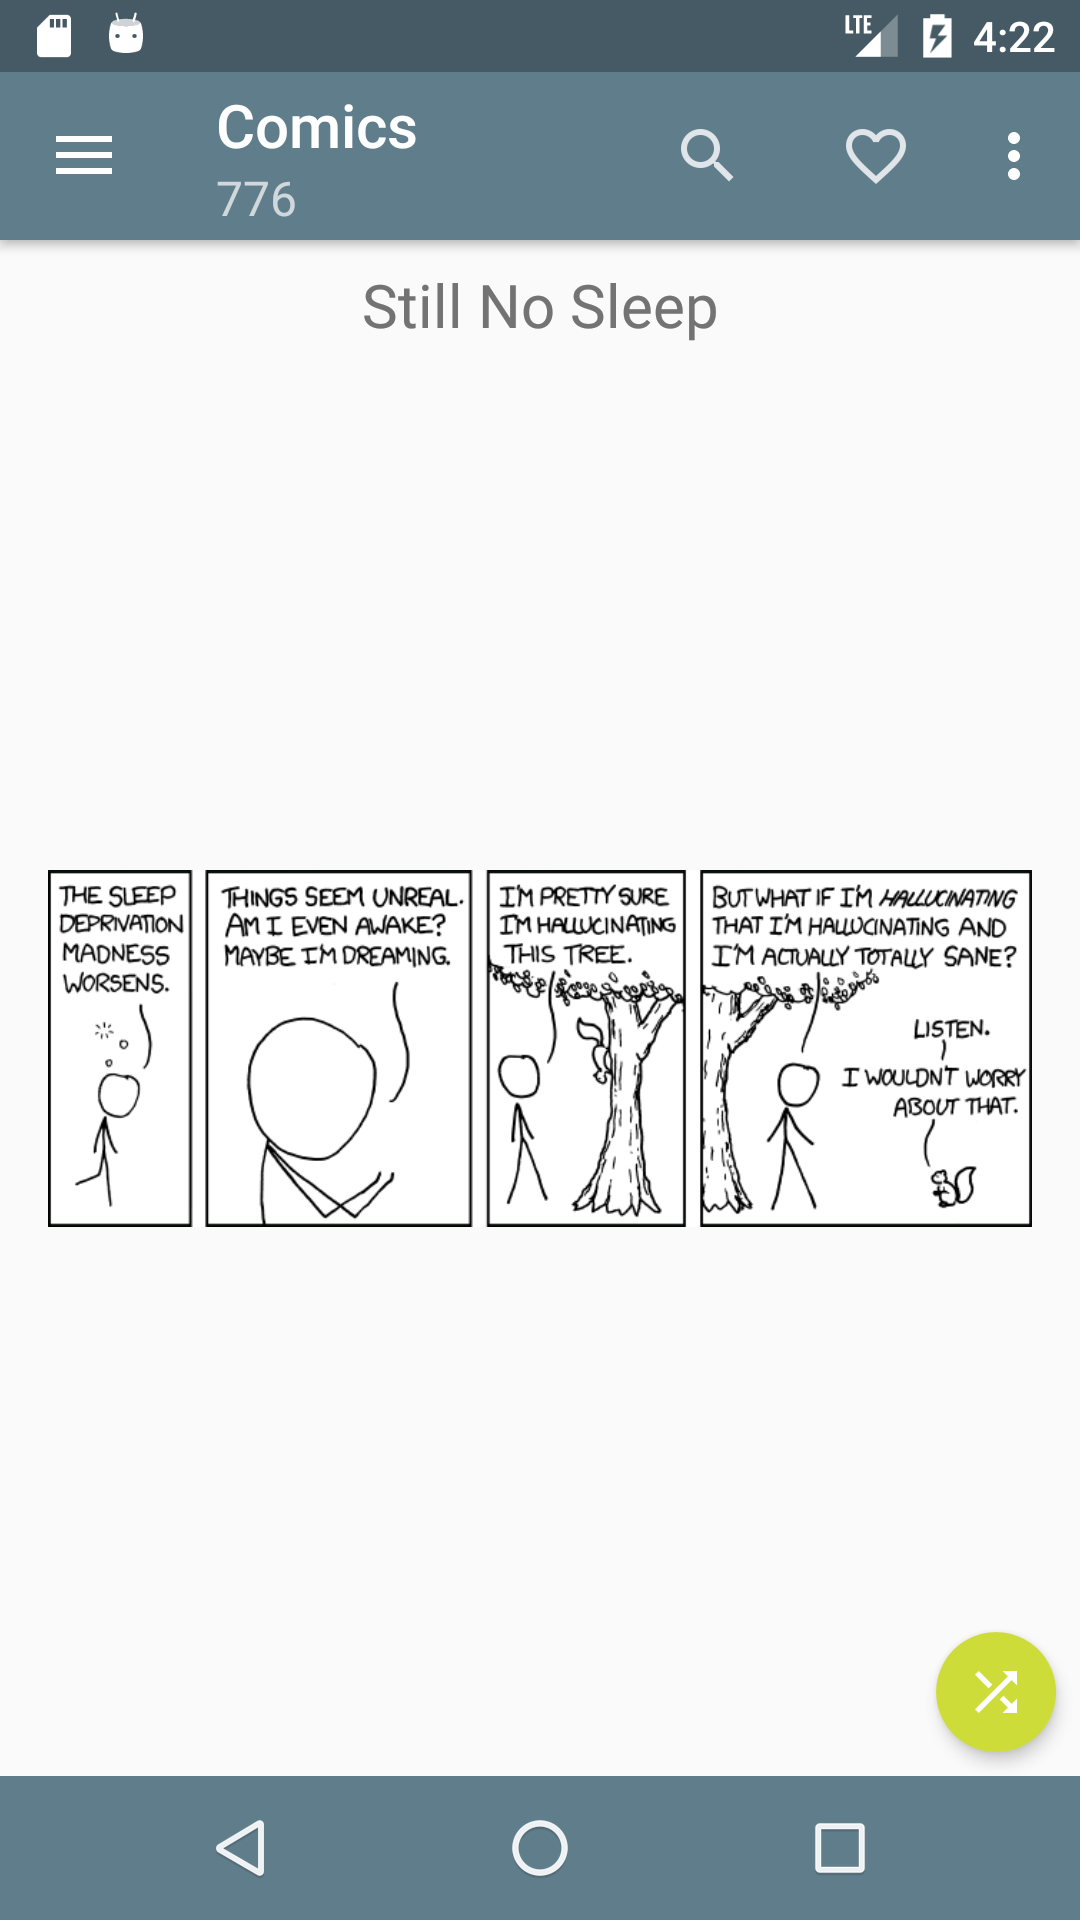 LTE 4:22
Comics
776
Still No Sleep
THE SLEEP
DEPRIVATION
MADNESS
WORSENS.
THINGS SEEM UNREAL.
AM I EVEN AWAKE?
MAYBE I'M DREAMING.
I'M PRETTY SURE
I'M HALLUCINATING
THIS TREE.
BUT WHAT IF I'M HALLUCINATING
THAT I'M HALLUCINATING AND
I'M ACTUALLY TOTALLY SANE?
LISTEN.
I WOULDN'T WORRY
ABOUT THAT.